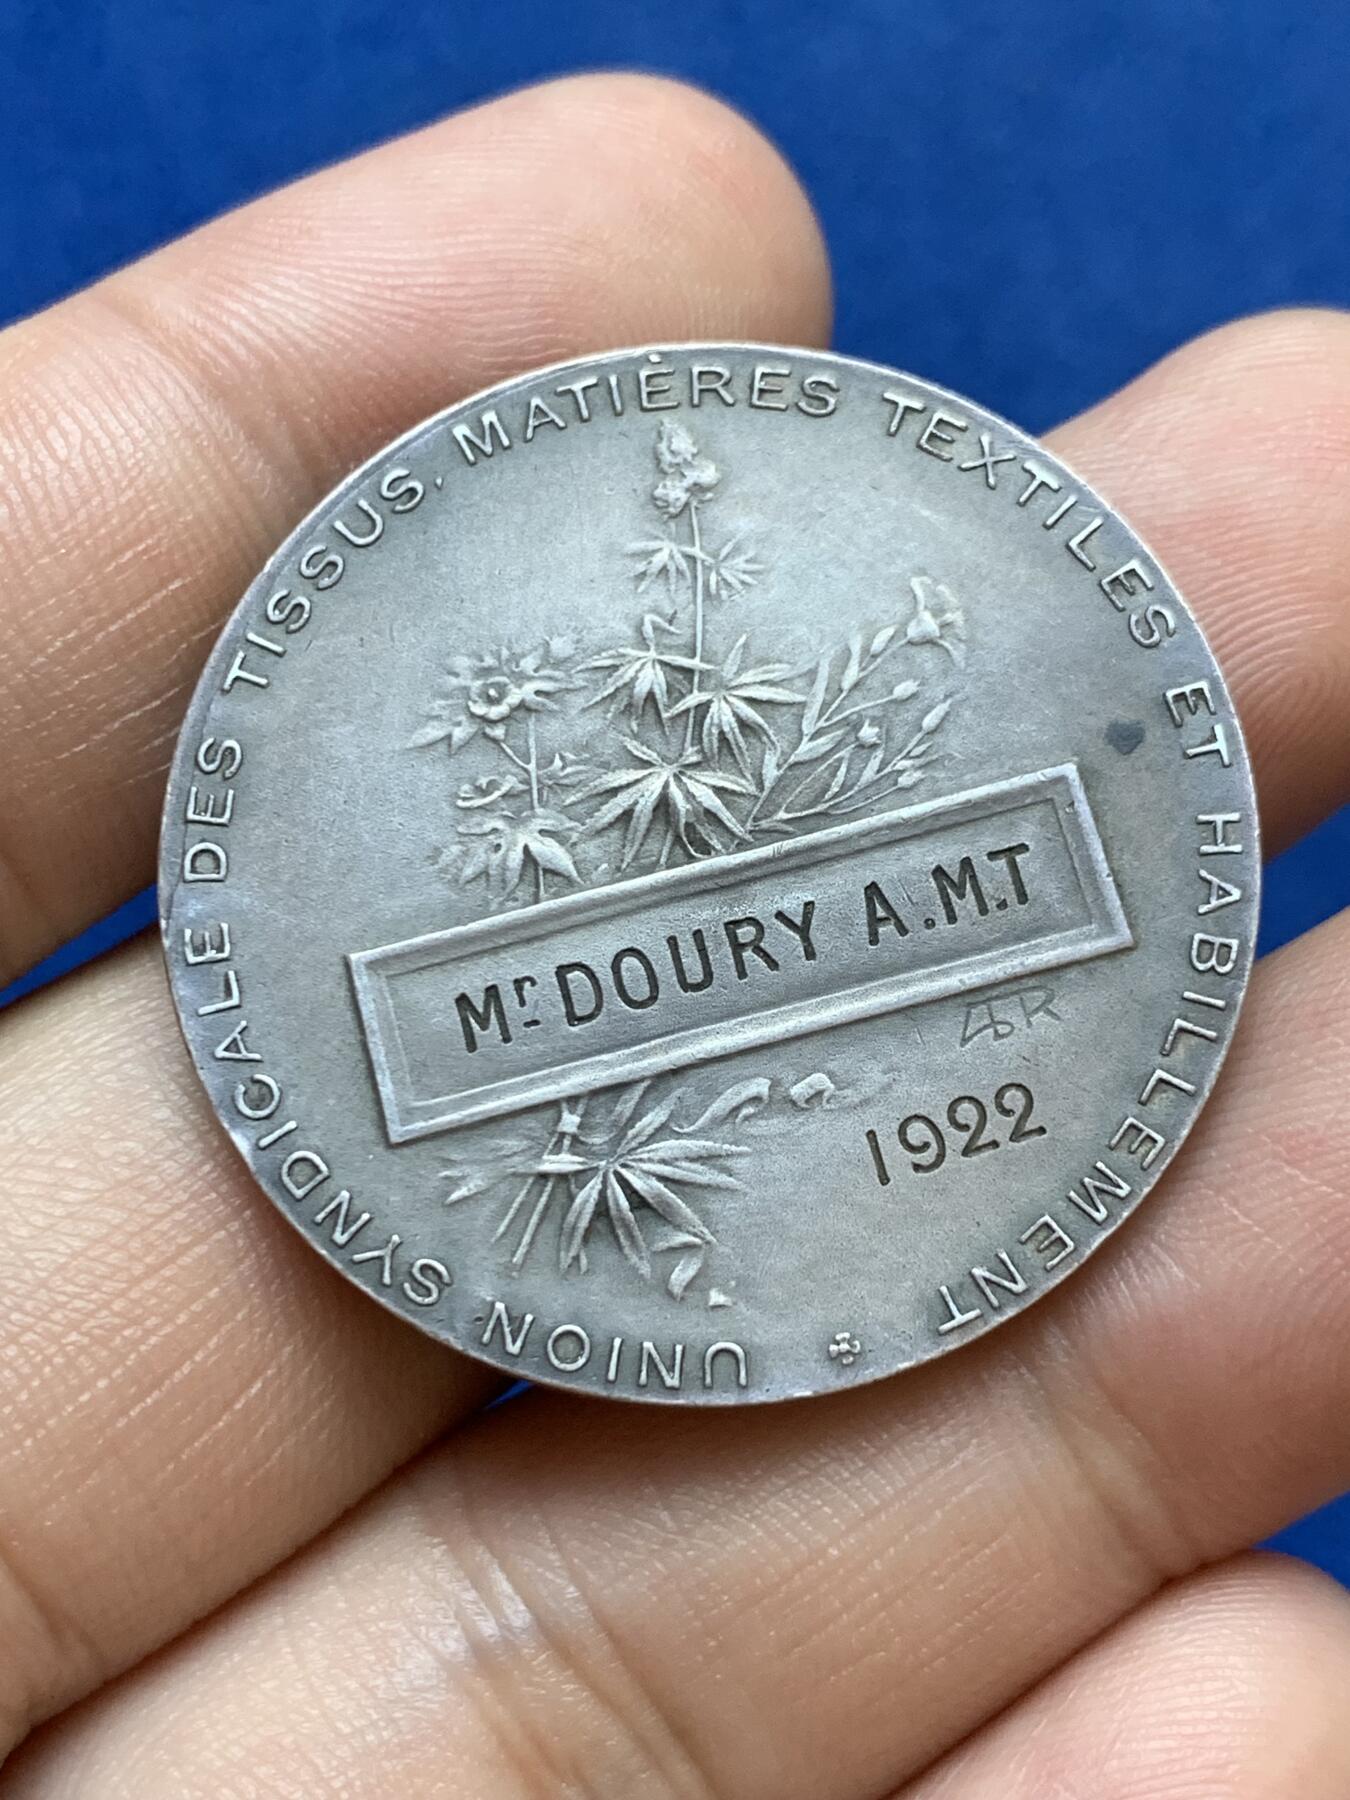 UNION SYNDICALE DES TISSUS. MATIÈRES TEXTILES ET HABILLEMENT
Mr DOURY A.M.T
1922